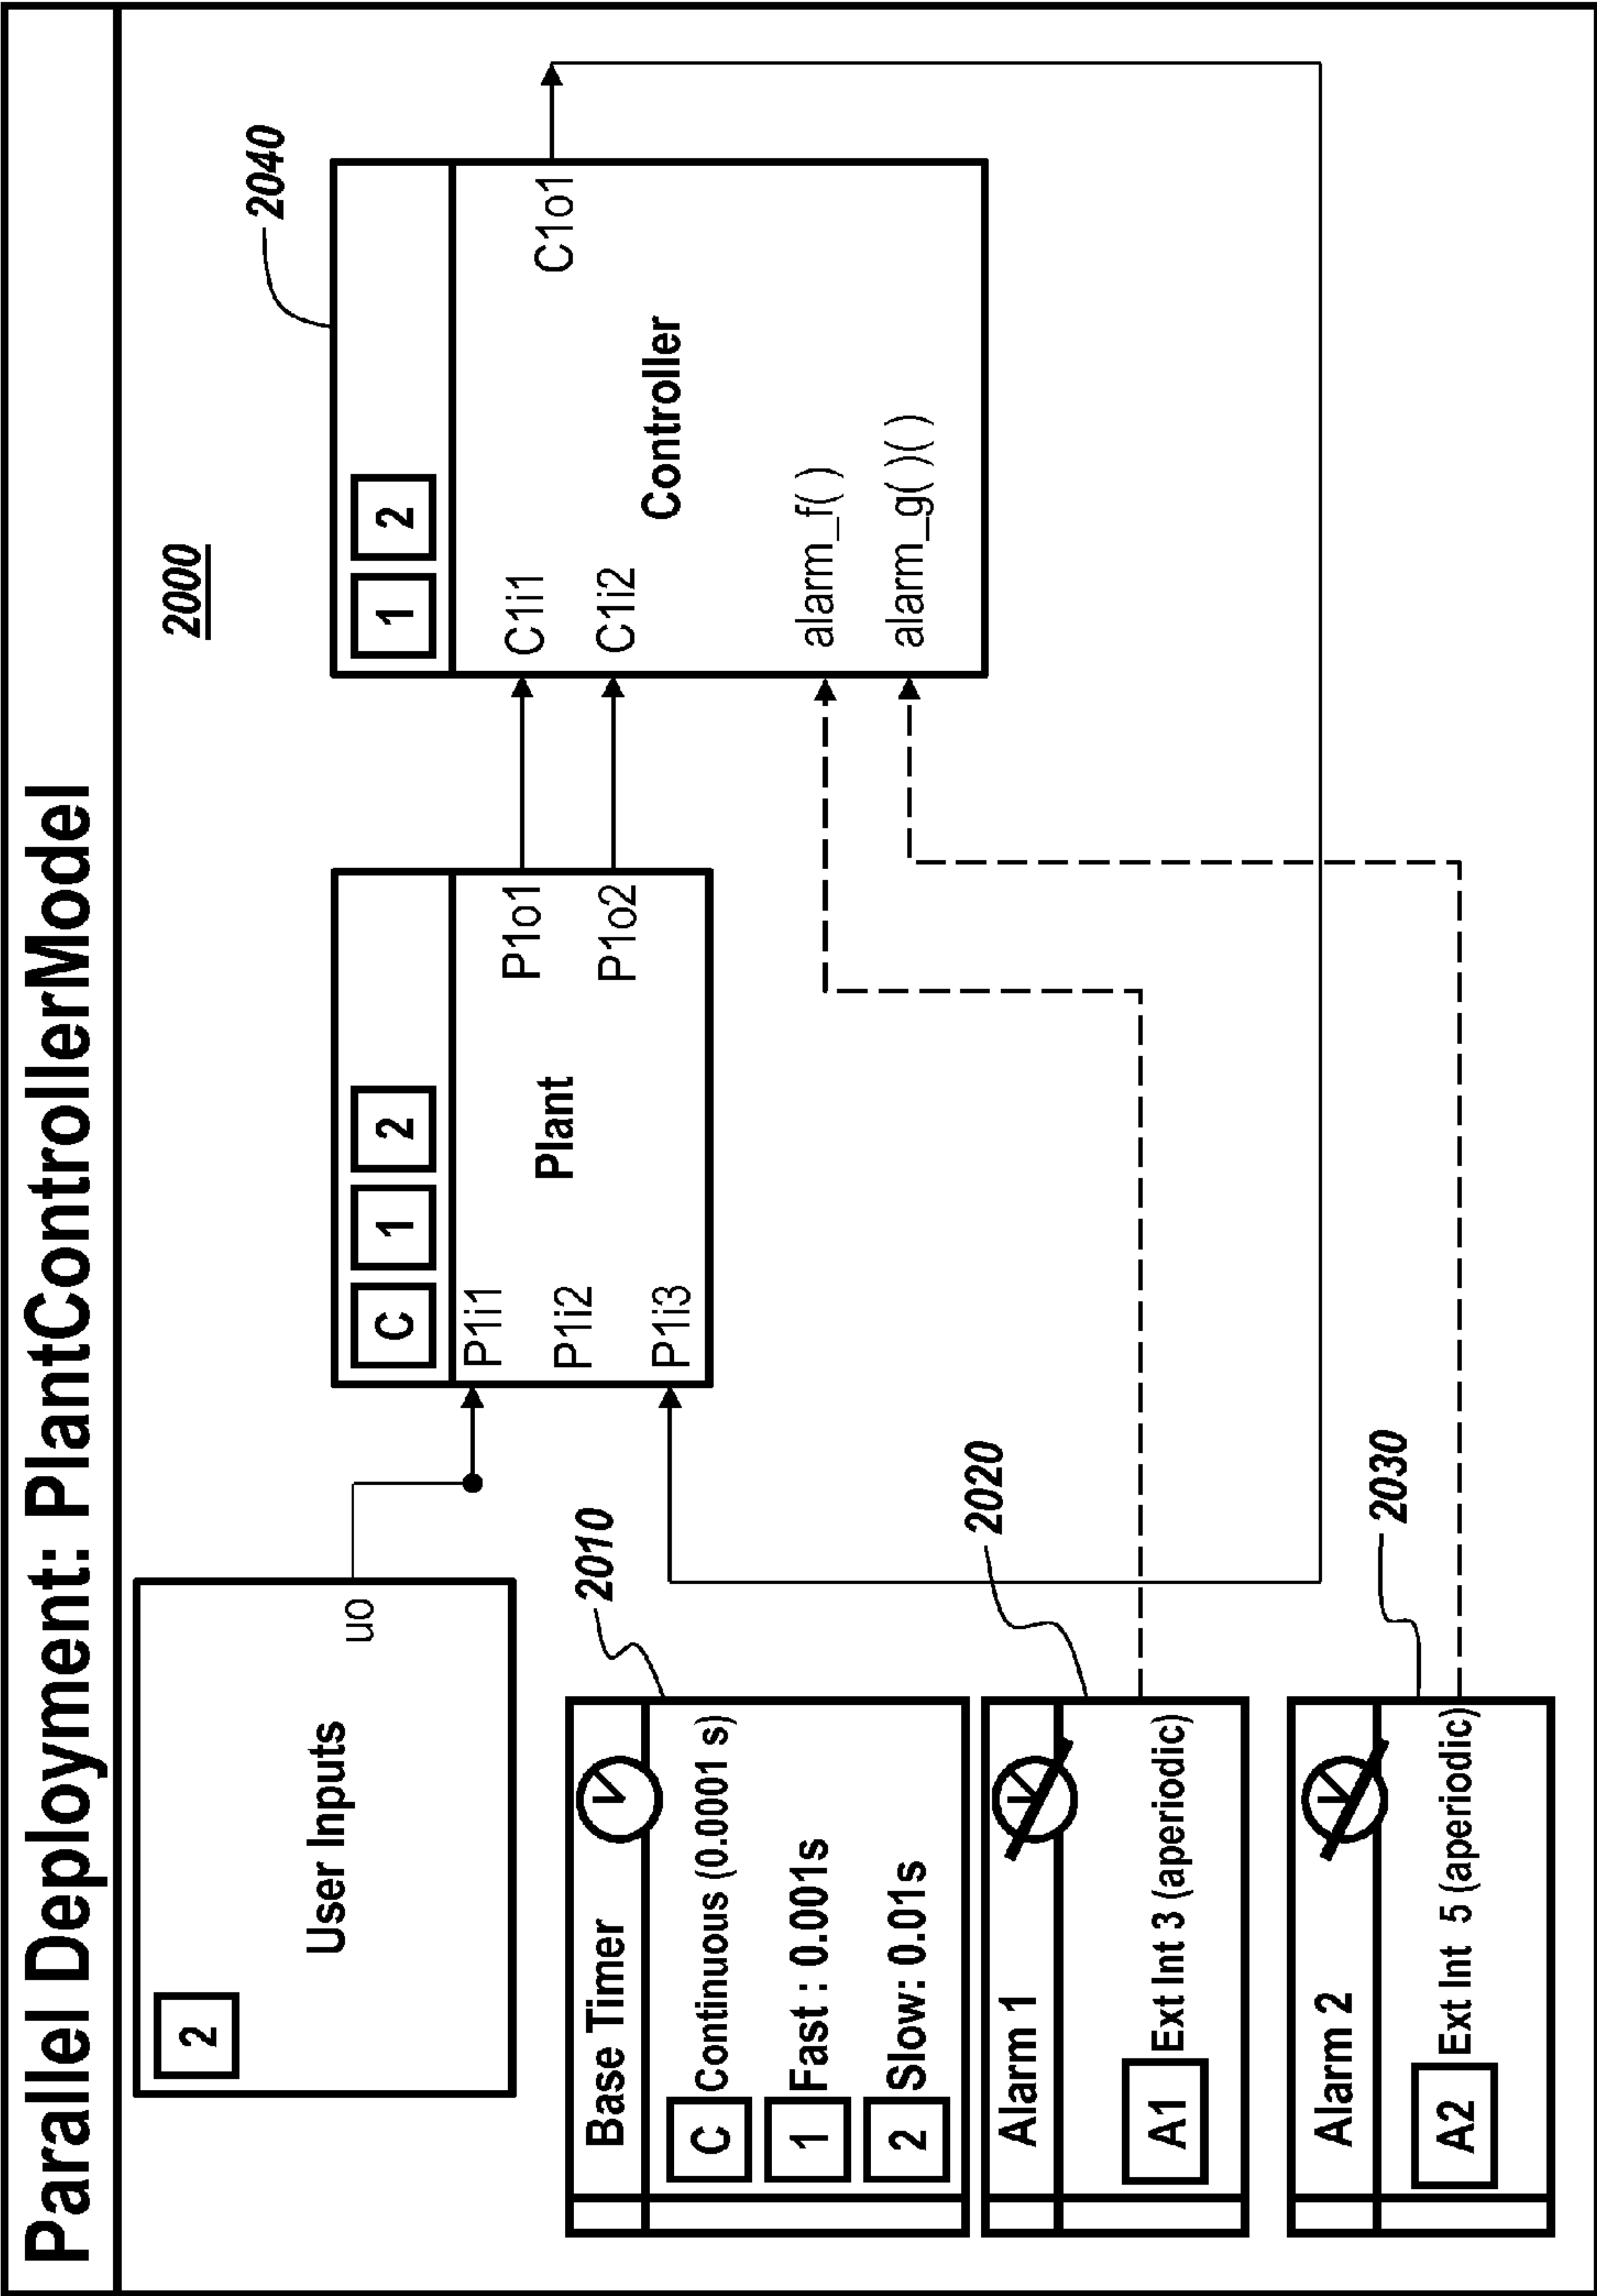 Parallel Deployment: PlantControllerModel
2000
2
User Inputs
uo
C 1 2
P1i1
P1i2
P1i3
Plant
P1o1
P1o2
1 2
2040
C1i1
C1i2
Controller
C1o1
alarm_f( )
alarm_g( )( )
Base Timer
2010
C Continuous (0.0001 s)
1 Fast : 0.001s
2 Slow: 0.01s
Alarm 1
2020
A1 Ext Int 3 (aperiodic)
Alarm 2
2030
A2 Ext Int 5 (aperiodic)